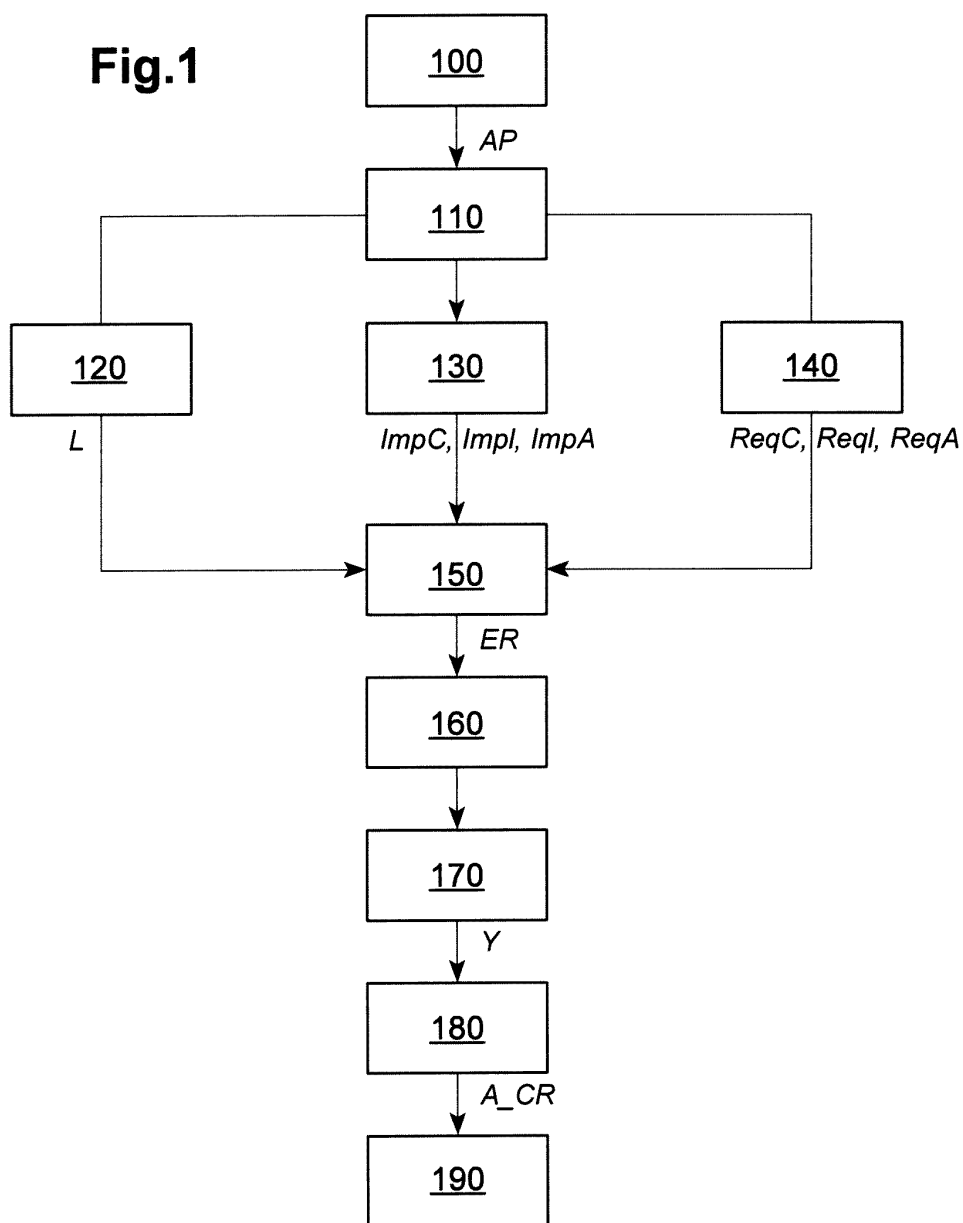 Fig.1
100
AP
110
120
130
140
L
ImpC, ImpI, ImpA
ReqC, ReqI, ReqA
150
ER
160
170
Y
180
A_CR
190